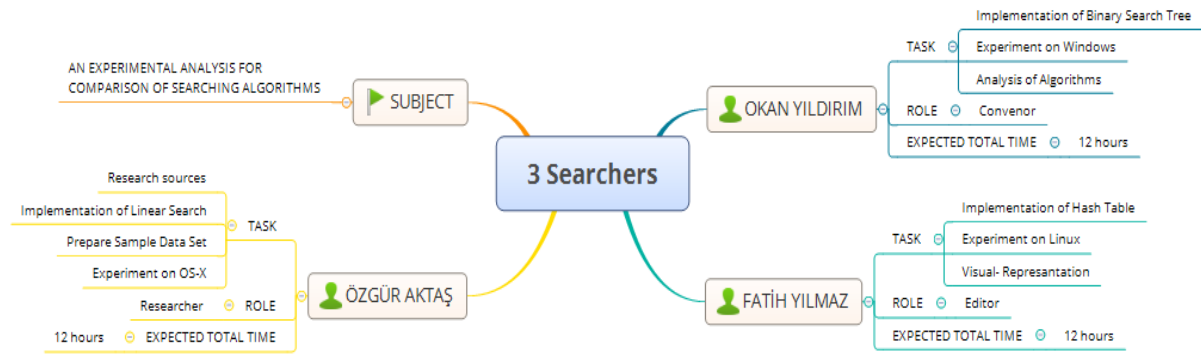 3 Searchers
SUBJECT
AN EXPERIMENTAL ANALYSIS FOR
COMPARISON OF SEARCHING ALGORITHMS
OKAN YILDIRIM
TASK
Implementation of Binary Search Tree
Experiment on Windows
Analysis of Algorithms
ROLE
Convenor
EXPECTED TOTAL TIME
12 hours
FATİH YILMAZ
TASK
Implementation of Hash Table
Experiment on Linux
Visual- Represantation
ROLE
Editor
EXPECTED TOTAL TIME
12 hours
ÖZGÜR AKTAŞ
TASK
Research sources
Implementation of Linear Search
Prepare Sample Data Set
Experiment on OS-X
ROLE
Researcher
EXPECTED TOTAL TIME
12 hours